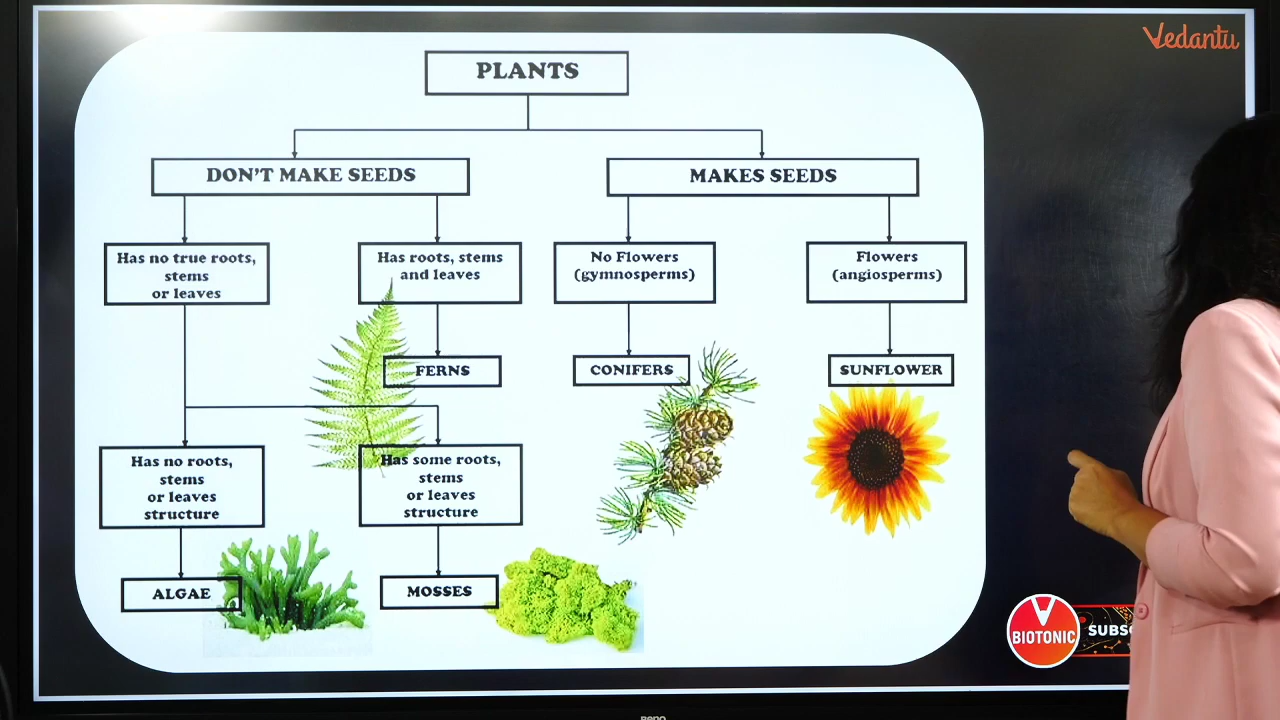 Vedantu
PLANTS
DON'T MAKE SEEDS
MAKES SEEDS
Has no true roots,
stems
or leaves
Has roots, stems
and leaves
No Flowers
(gymnosperms)
Flowers
(angiosperms)
FERNS
CONIFERS
SUNFLOWER
Has no roots,
stems
or leaves
structure
Has some roots,
stems
or leaves
structure
ALGAE
MOSSES
BIOTONIC
SUBS